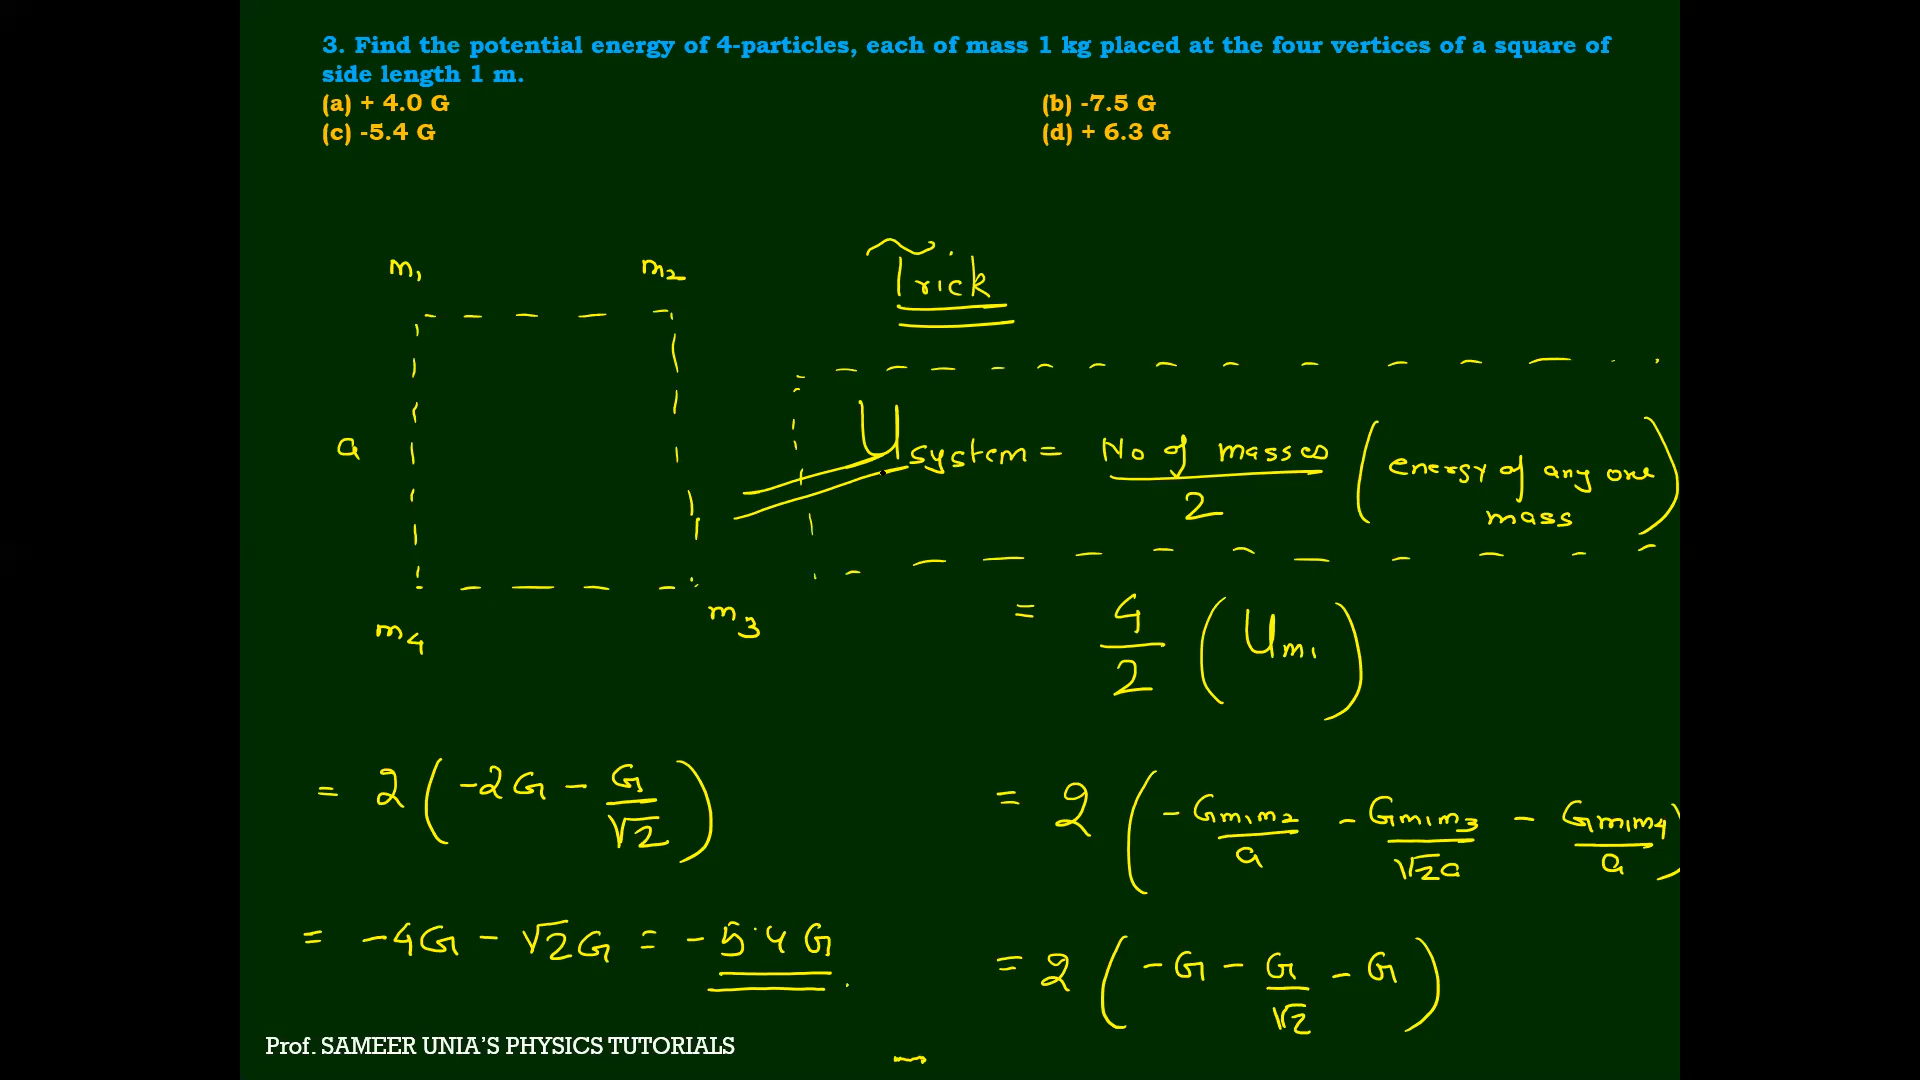 3. Find the potential energy of 4-particles, each of mass 1 kg placed at the four vertices of a square of
side length 1 m.
(a) + 4.0 G (b) -7.5 G
(c) -5.4 G (d) + 6.3 G
Trick
m₁ m₂
a
m₄ m₃
U system = No of masses / 2 (energy of any one mass)
= 4/2 (U m₁)
= 2 ( - Gm₁m₂/a - Gm₁m₃/√2a - Gm₁m₄/a )
= 2 ( - G - G/√2 - G )
= 2 ( -2G - G/√2 )
= -4G - √2G = - 5.4 G
Prof. SAMEER UNIA'S PHYSICS TUTORIALS